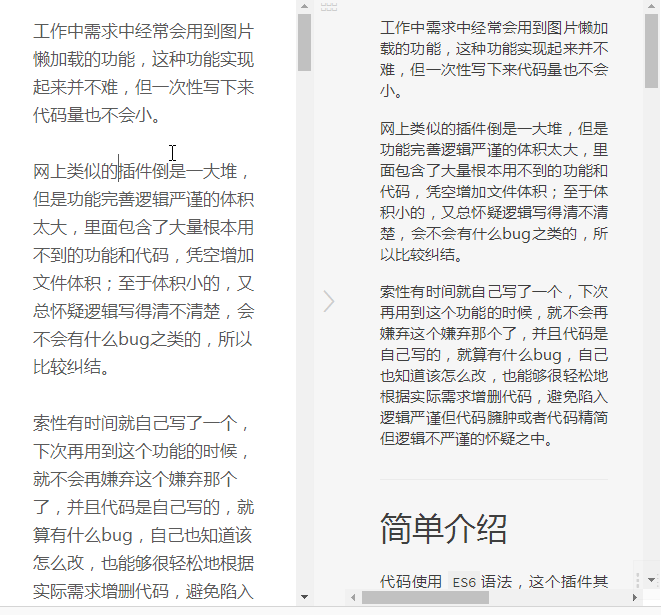 工作中需求中经常会用到图片
懒加载的功能，这种功能实现
起来并不难，但一次性写下来
代码量也不会小。
网上类似的插件倒是一大堆，
但是功能完善逻辑严谨的体积
太大，里面包含了大量根本用
不到的功能和代码，凭空增加
文件体积；至于体积小的，又
总怀疑逻辑写得清不清楚，会
不会有什么bug之类的，所以
比较纠结。
索性有时间就自己写了一个，
下次再用到这个功能的时候，
就不会再嫌弃这个嫌弃那个
了，并且代码是自己写的，就
算有什么bug，自己也知道该
怎么改，也能够很轻松地根据
实际需求增删代码，避免陷入
工作中需求中经常会用到图片懒加
载的功能，这种功能实现起来并不
难，但一次性写下来代码量也不会
小。
网上类似的插件倒是一大堆，但是
功能完善逻辑严谨的体积太大，里
面包含了大量根本用不到的功能和
代码，凭空增加文件体积；至于体
积小的，又总怀疑逻辑写得清不清
楚，会不会有什么bug之类的，所
以比较纠结。
索性有时间就自己写了一个，下次
再用到这个功能的时候，就不会再
嫌弃这个嫌弃那个了，并且代码是
自己写的，就算有什么bug，自己
也知道该怎么改，也能够很轻松地
根据实际需求增删代码，避免陷入
逻辑严谨但代码臃肿或者代码精简
但逻辑不严谨的怀疑之中。
简单介绍
代码使用 ES6 语法，这个插件其